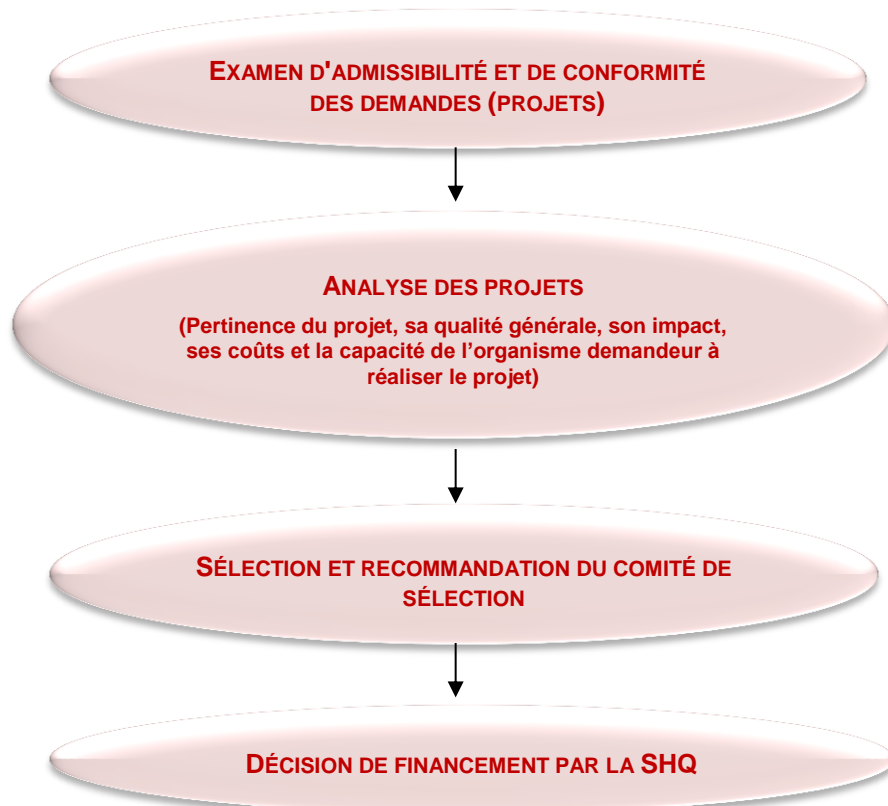 EXAMEN D'ADMISSIBILITÉ ET DE CONFORMITÉ
DES DEMANDES (PROJETS)
ANALYSE DES PROJETS
(Pertinence du projet, sa qualité générale, son impact,
ses coûts et la capacité de l’organisme demandeur à
réaliser le projet)
SÉLECTION ET RECOMMANDATION DU COMITÉ DE
SÉLECTION
DÉCISION DE FINANCEMENT PAR LA SHQ